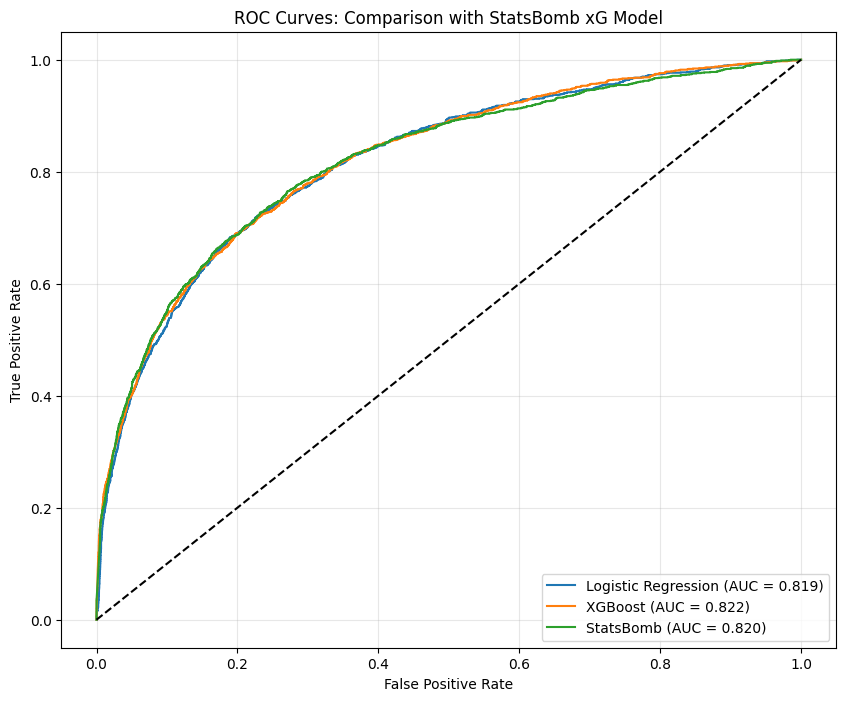 ROC Curves: Comparison with StatsBomb xG Model
True Positive Rate
1.0
0.8
0.6
0.4
0.2
0.0
0.0 0.2 0.4 0.6 0.8 1.0
False Positive Rate
Logistic Regression (AUC = 0.819)
XGBoost (AUC = 0.822)
StatsBomb (AUC = 0.820)